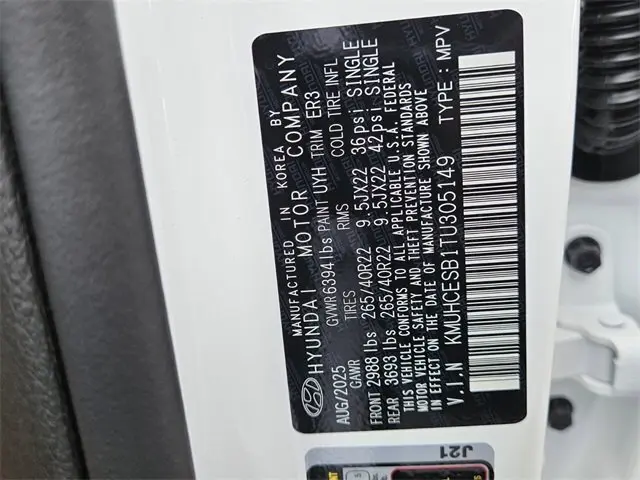 MANUFACTURED IN KOREA BY
HYUNDAI MOTOR COMPANY
AUG/2025 GVWR 6394 lbs PAINT UYH TRIM ER3
GAWR TIRES RIMS COLD TIRE INFL
FRONT 2988 lbs 265/40R22 9.5JX22 36psi SINGLE
REAR 3693 lbs 265/40R22 9.5JX22 42psi SINGLE
THIS VEHICLE CONFORMS TO ALL APPLICABLE U.S.A. FEDERAL
MOTOR VEHICLE SAFETY AND THEFT PREVENTION STANDARDS
IN EFFECT ON THE DATE OF MANUFACTURE SHOWN ABOVE
V.I.N KMUHCESB1TU305149 TYPE : MPV
J21